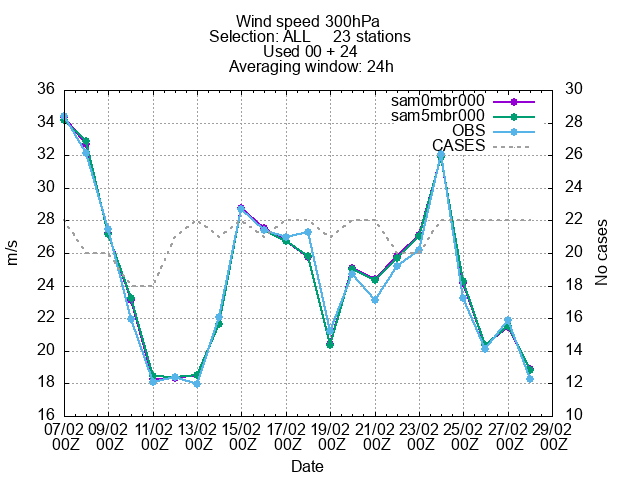 Wind speed 300hPa
Selection: ALL     23 stations
Used 00 + 24
Averaging window: 24h
36 30
sam0mbr000
sam5mbr000
34 28
OBS
CASES
32 26
30 24
28 22
26 20
24 18
22 16
20 14
18 12
16 10
m/s
No cases
07/02 09/02 11/02 13/02 15/02 17/02 19/02 21/02 23/02 25/02 27/02 29/02
00Z 00Z 00Z 00Z 00Z 00Z 00Z 00Z 00Z 00Z 00Z 00Z
Date